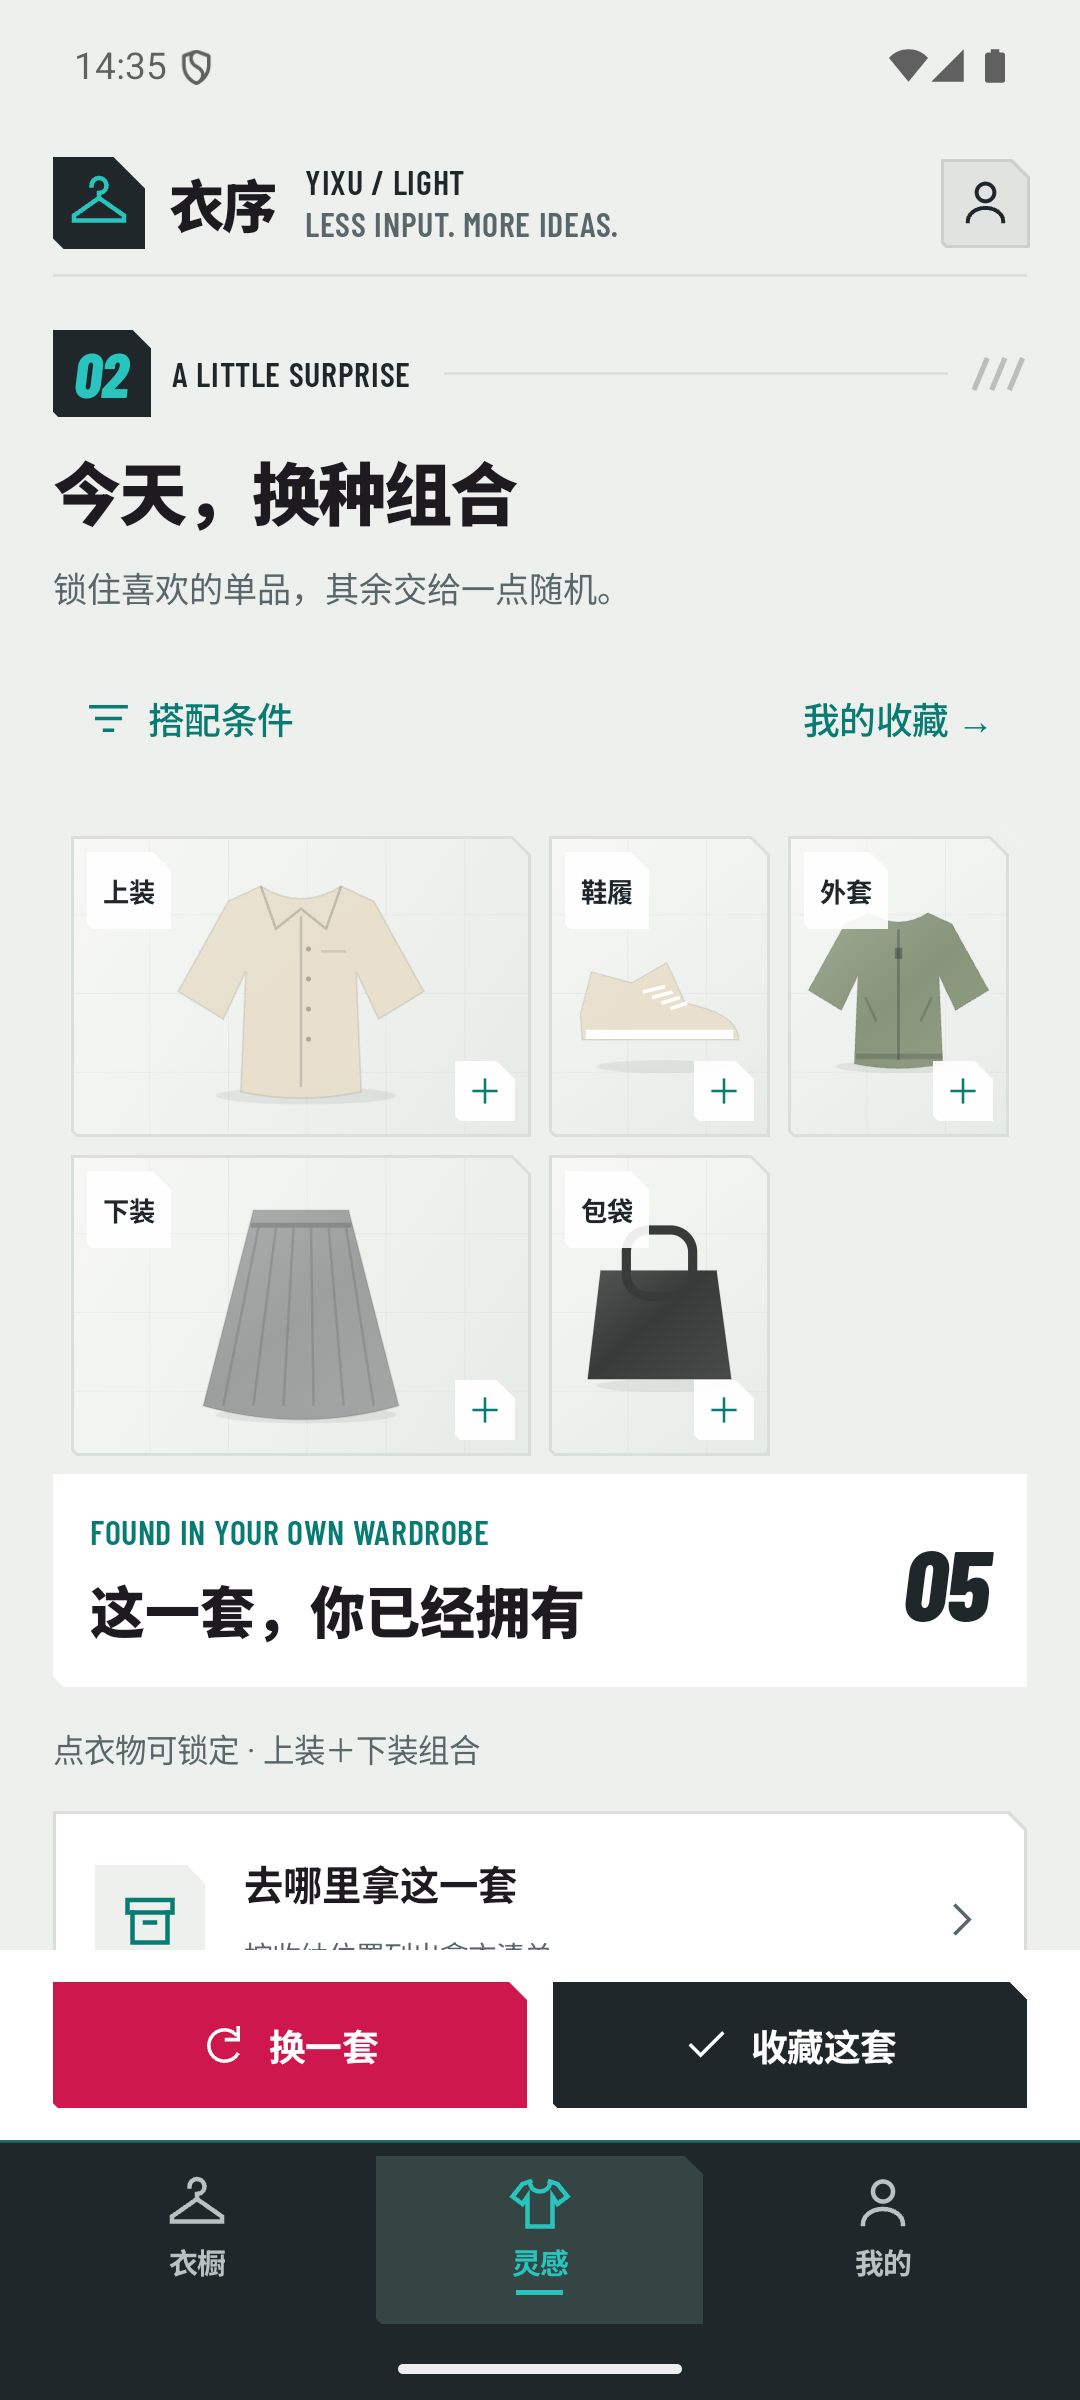 14:35
衣序
YIXU / LIGHT
LESS INPUT. MORE IDEAS.
02
A LITTLE SURPRISE
今天，换种组合
锁住喜欢的单品，其余交给一点随机。
搭配条件
我的收藏 →
上装
鞋履
外套
下装
包袋
FOUND IN YOUR OWN WARDROBE
这一套，你已经拥有
05
点衣物可锁定 · 上装＋下装组合
去哪里拿这一套
换一套
收藏这套
衣橱
灵感
我的